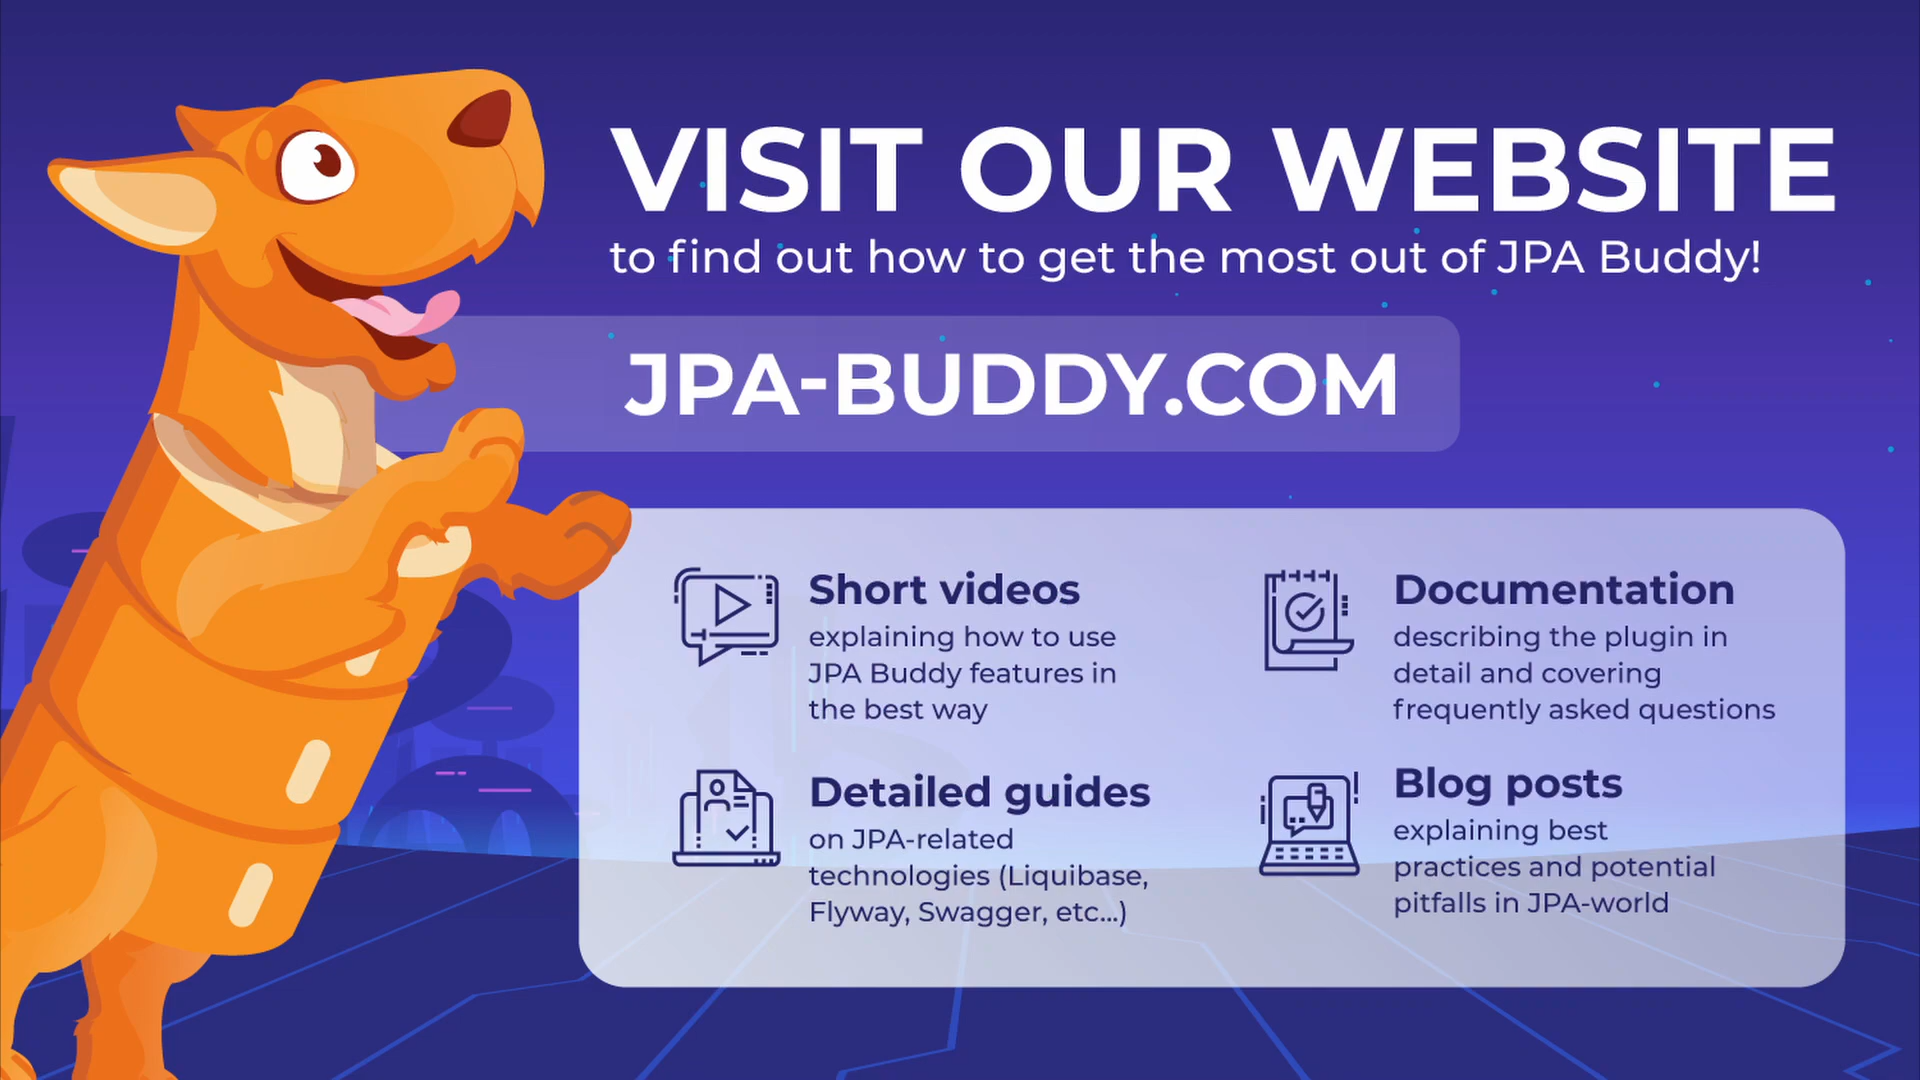 VISIT OUR WEBSITE
to find out how to get the most out of JPA Buddy!
JPA-BUDDY.COM
Short videos
explaining how to use
JPA Buddy features in
the best way
Documentation
describing the plugin in
detail and covering
frequently asked questions
Detailed guides
on JPA-related
technologies (Liquibase,
Flyway, Swagger, etc...)
Blog posts
explaining best
practices and potential
pitfalls in JPA-world